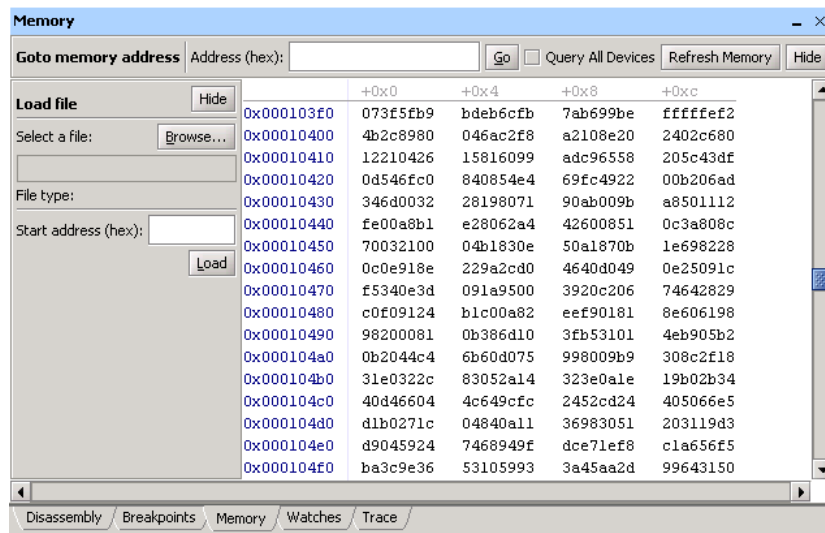 Memory
Goto memory address Address (hex): Go Query All Devices Refresh Memory Hide
Load file Hide
Select a file: Browse...
File type:
Start address (hex):
Load
+0x0 +0x4 +0x8 +0xc
0x000103f0 073f5fb9 bdeb6cfb 7ab699be fffffef2
0x00010400 4b2c8980 046ac2f8 a2108e20 2402c680
0x00010410 12210426 15816099 adc96558 205c43df
0x00010420 0d546fc0 840854e4 69fc4922 00b206ad
0x00010430 346d0032 28198071 90ab009b a8501112
0x00010440 fe00a8b1 e28062a4 42600851 0c3a808c
0x00010450 70032100 04b1830e 50a1870b 1e698228
0x00010460 0c0e918e 229a2cd0 4640d049 0e25091c
0x00010470 f5340e3d 091a9500 3920c206 74642829
0x00010480 c0f09124 b1c00a82 eef90181 8e606198
0x00010490 98200081 0b386d10 3fb53101 4eb905b2
0x000104a0 0b2044c4 6b60d075 998009b9 308c2f18
0x000104b0 31e0322c 83052a14 323e0a1e 19b02b34
0x000104c0 40d46604 4c649cfc 2452cd24 405066e5
0x000104d0 d1b0271c 04840a11 36983051 203119d3
0x000104e0 d9045924 7468949f dce71ef8 c1a656f5
0x000104f0 ba3c9e36 53105993 3a45aa2d 99643150
Disassembly Breakpoints Memory Watches Trace